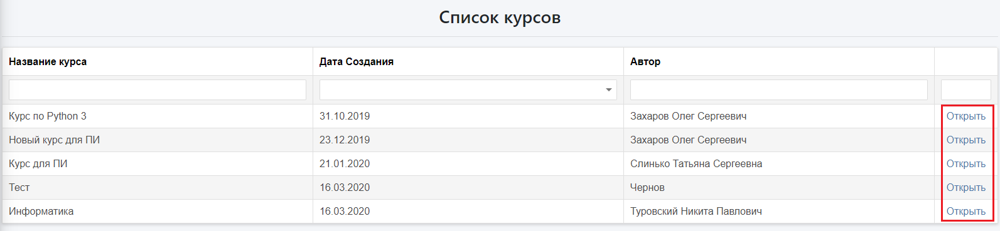 Список курсов
Название курса Дата Создания Автор
Курс по Python 3 31.10.2019 Захаров Олег Сергеевич Открыть
Новый курс для ПИ 23.12.2019 Захаров Олег Сергеевич Открыть
Курс для ПИ 21.01.2020 Слинько Татьяна Сергеевна Открыть
Тест 16.03.2020 Чернов Открыть
Информатика 16.03.2020 Туровский Никита Павлович Открыть